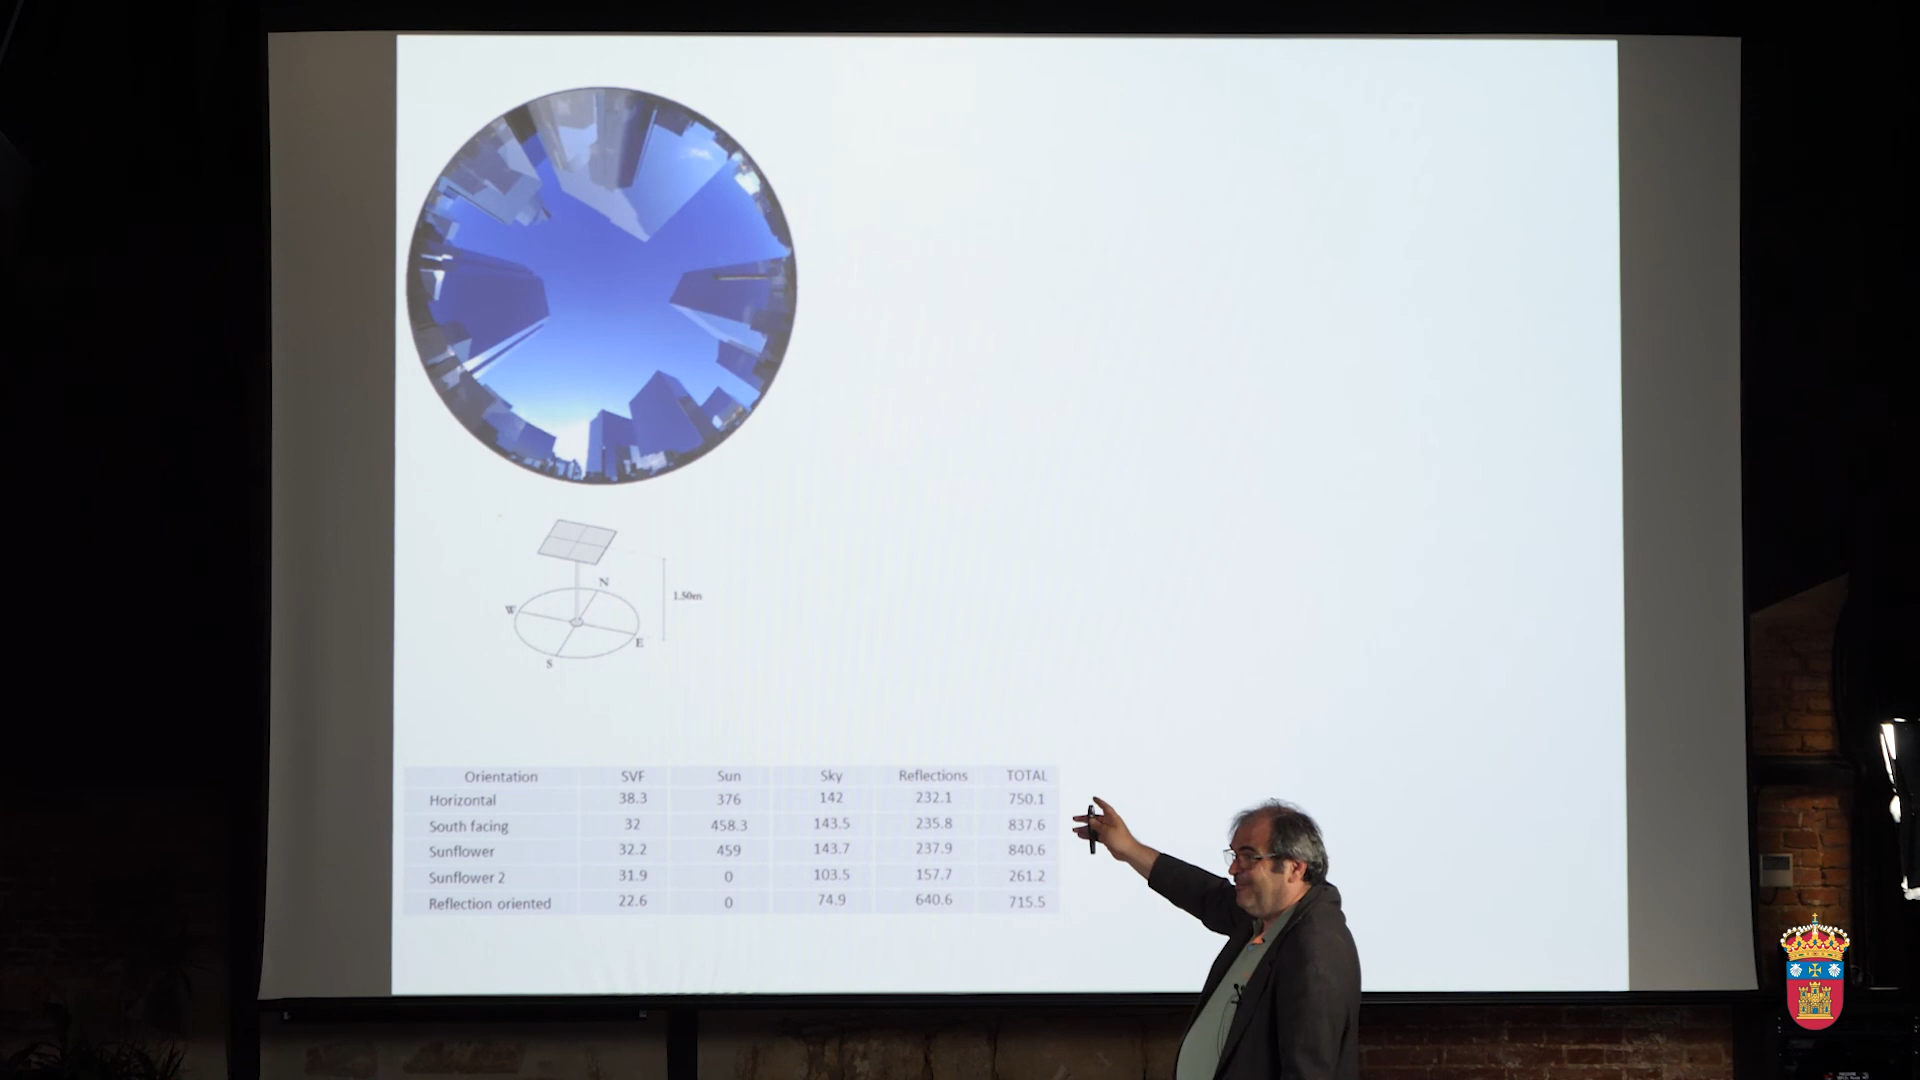 N
W
1.50m
E
S
Orientation SVF Sun Sky Reflections TOTAL
Horizontal 38.3 376 142 232.1 750.1
South facing 32 458.3 143.5 235.8 837.6
Sunflower 32.2 459 143.7 237.9 840.6
Sunflower 2 31.9 0 103.5 157.7 261.2
Reflection oriented 22.6 0 74.9 640.6 715.5